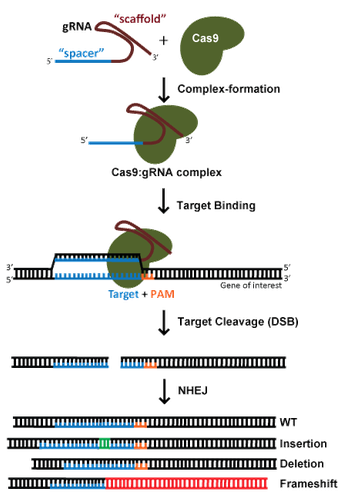 gRNA
“scaffold”
+
Cas9
“spacer”
5’
3’
Complex-formation
5’
3’
Cas9:gRNA complex
Target Binding
3’
5’
5’
3’
Gene of interest
Target + PAM
Target Cleavage (DSB)
NHEJ
WT
Insertion
Deletion
Frameshift